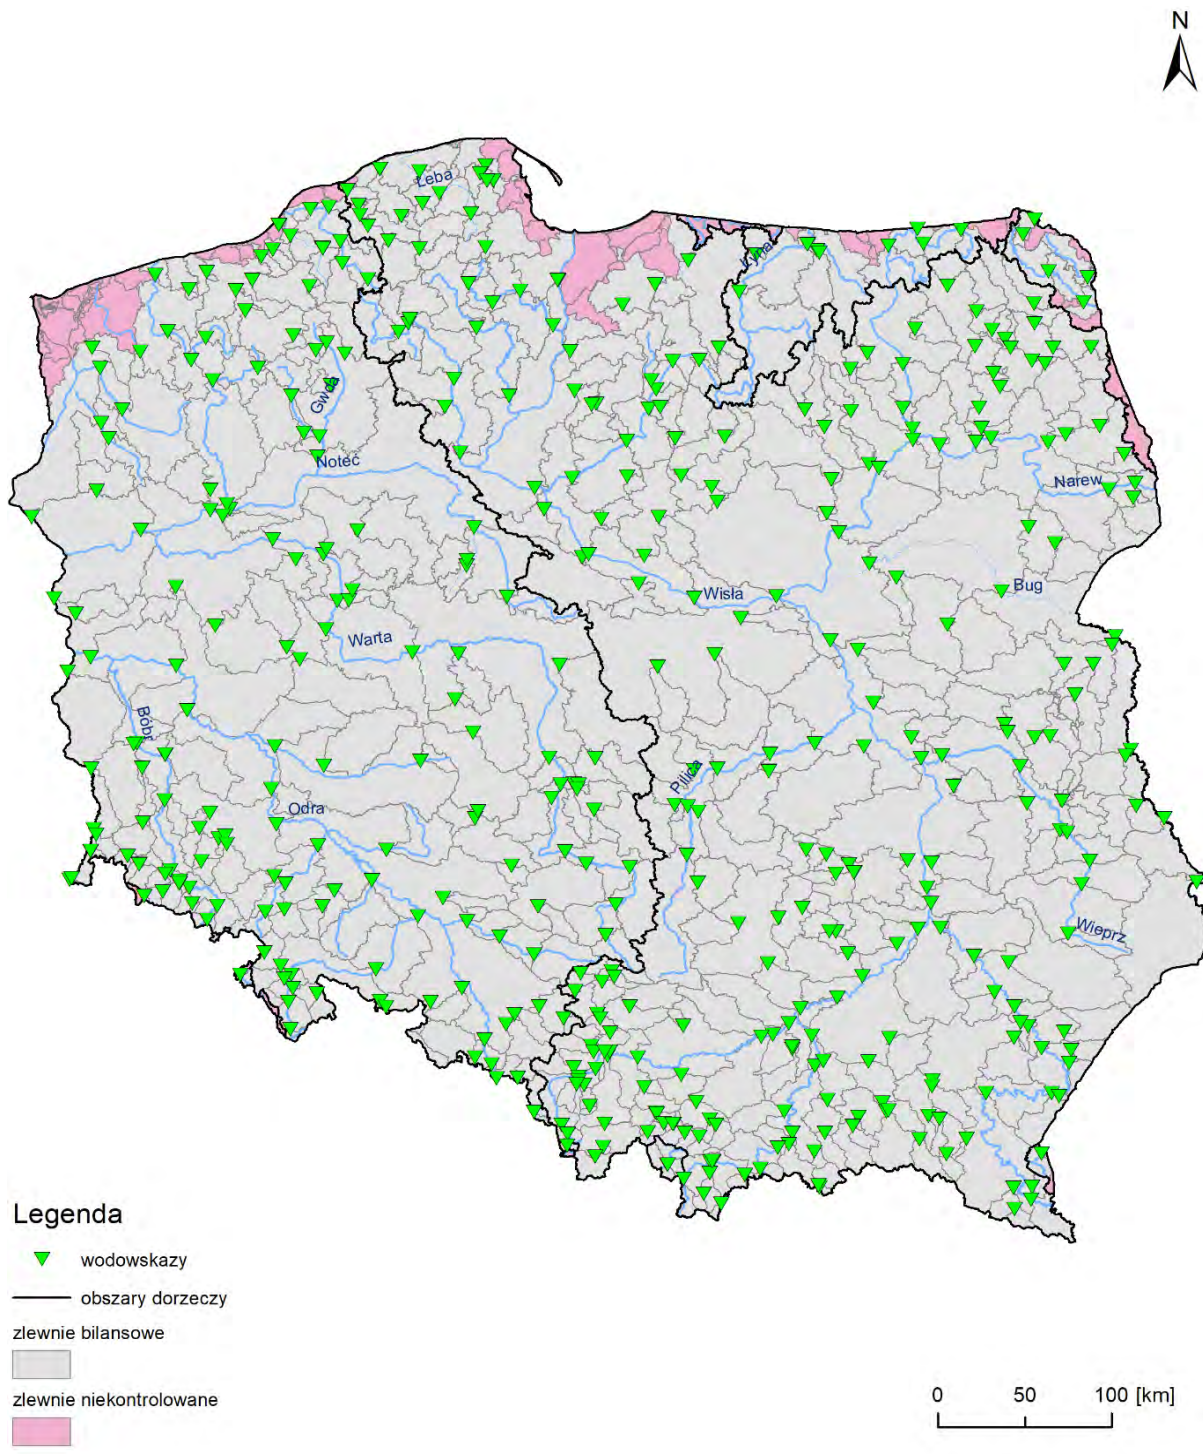 N
Łeba
Łyna
Gwda
Noteć
Narew
Bug
Wisła
Warta
Bóbr
Pilica
Odra
Wieprz
Legenda
wodowskazy
obszary dorzeczy
zlewnie bilansowe
zlewnie niekontrolowane
0 50 100 [km]